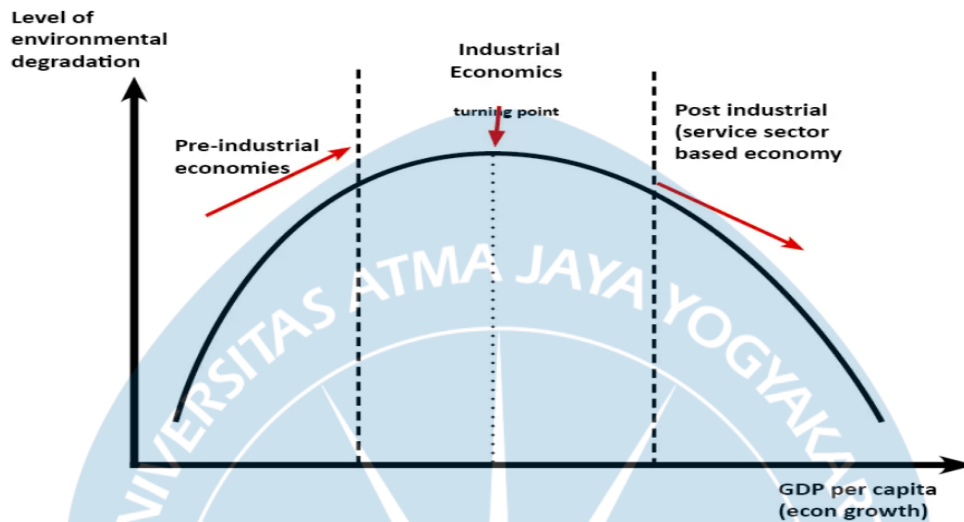 Level of
environmental
degradation
Industrial
Economics
turning point
Pre-industrial
economies
Post industrial
(service sector
based economy
UNIVERSITAS ATMA JAYA YOGYAKAR
GDP per capita
(econ growth)